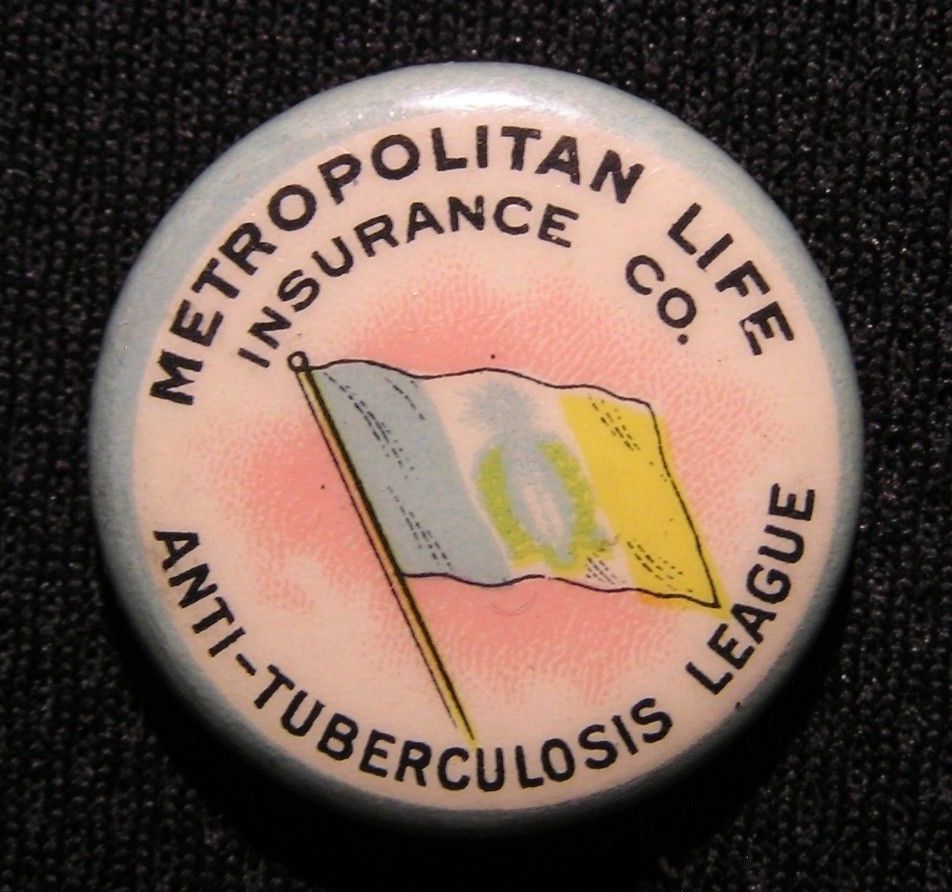 METROPOLITAN LIFE
INSURANCE CO.
ANTI-TUBERCULOSIS LEAGUE